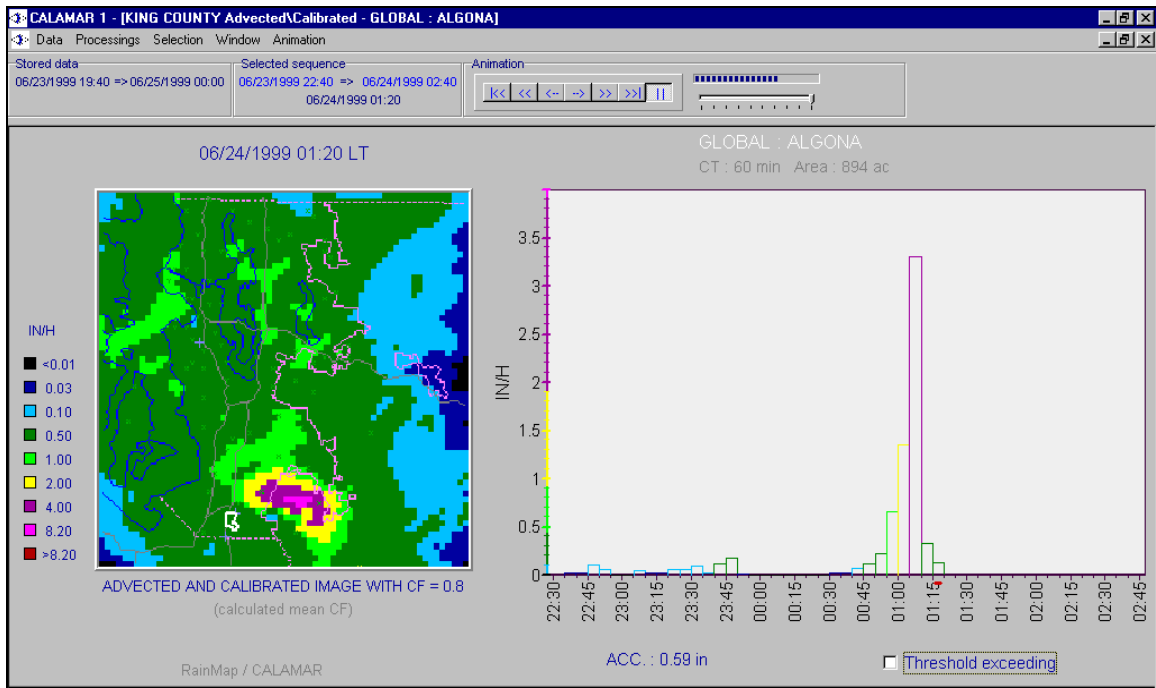 CALAMAR 1 - [KING COUNTY Advected\Calibrated - GLOBAL : ALGONA]
Data Processings Selection Window Animation
Stored data
06/23/1999 19:40 => 06/25/1999 00:00
Selected sequence
06/23/1999 22:40 => 06/24/1999 02:40
06/24/1999 01:20
Animation
|<< << <-- --> >> >>| ||
06/24/1999 01:20 LT
IN/H
<0.01
0.03
0.10
0.50
1.00
2.00
4.00
8.20
>8.20
ADVECTED AND CALIBRATED IMAGE WITH CF = 0.8
(calculated mean CF)
RainMap / CALAMAR
GLOBAL : ALGONA
CT : 60 min Area : 894 ac
IN/H
3.5
3
2.5
2
1.5
1
0.5
0
22:30 22:45 23:00 23:15 23:30 23:45 00:00 00:15 00:30 00:45 01:00 01:15 01:30 01:45 02:00 02:15 02:30 02:45
ACC. : 0.59 in
Threshold exceeding